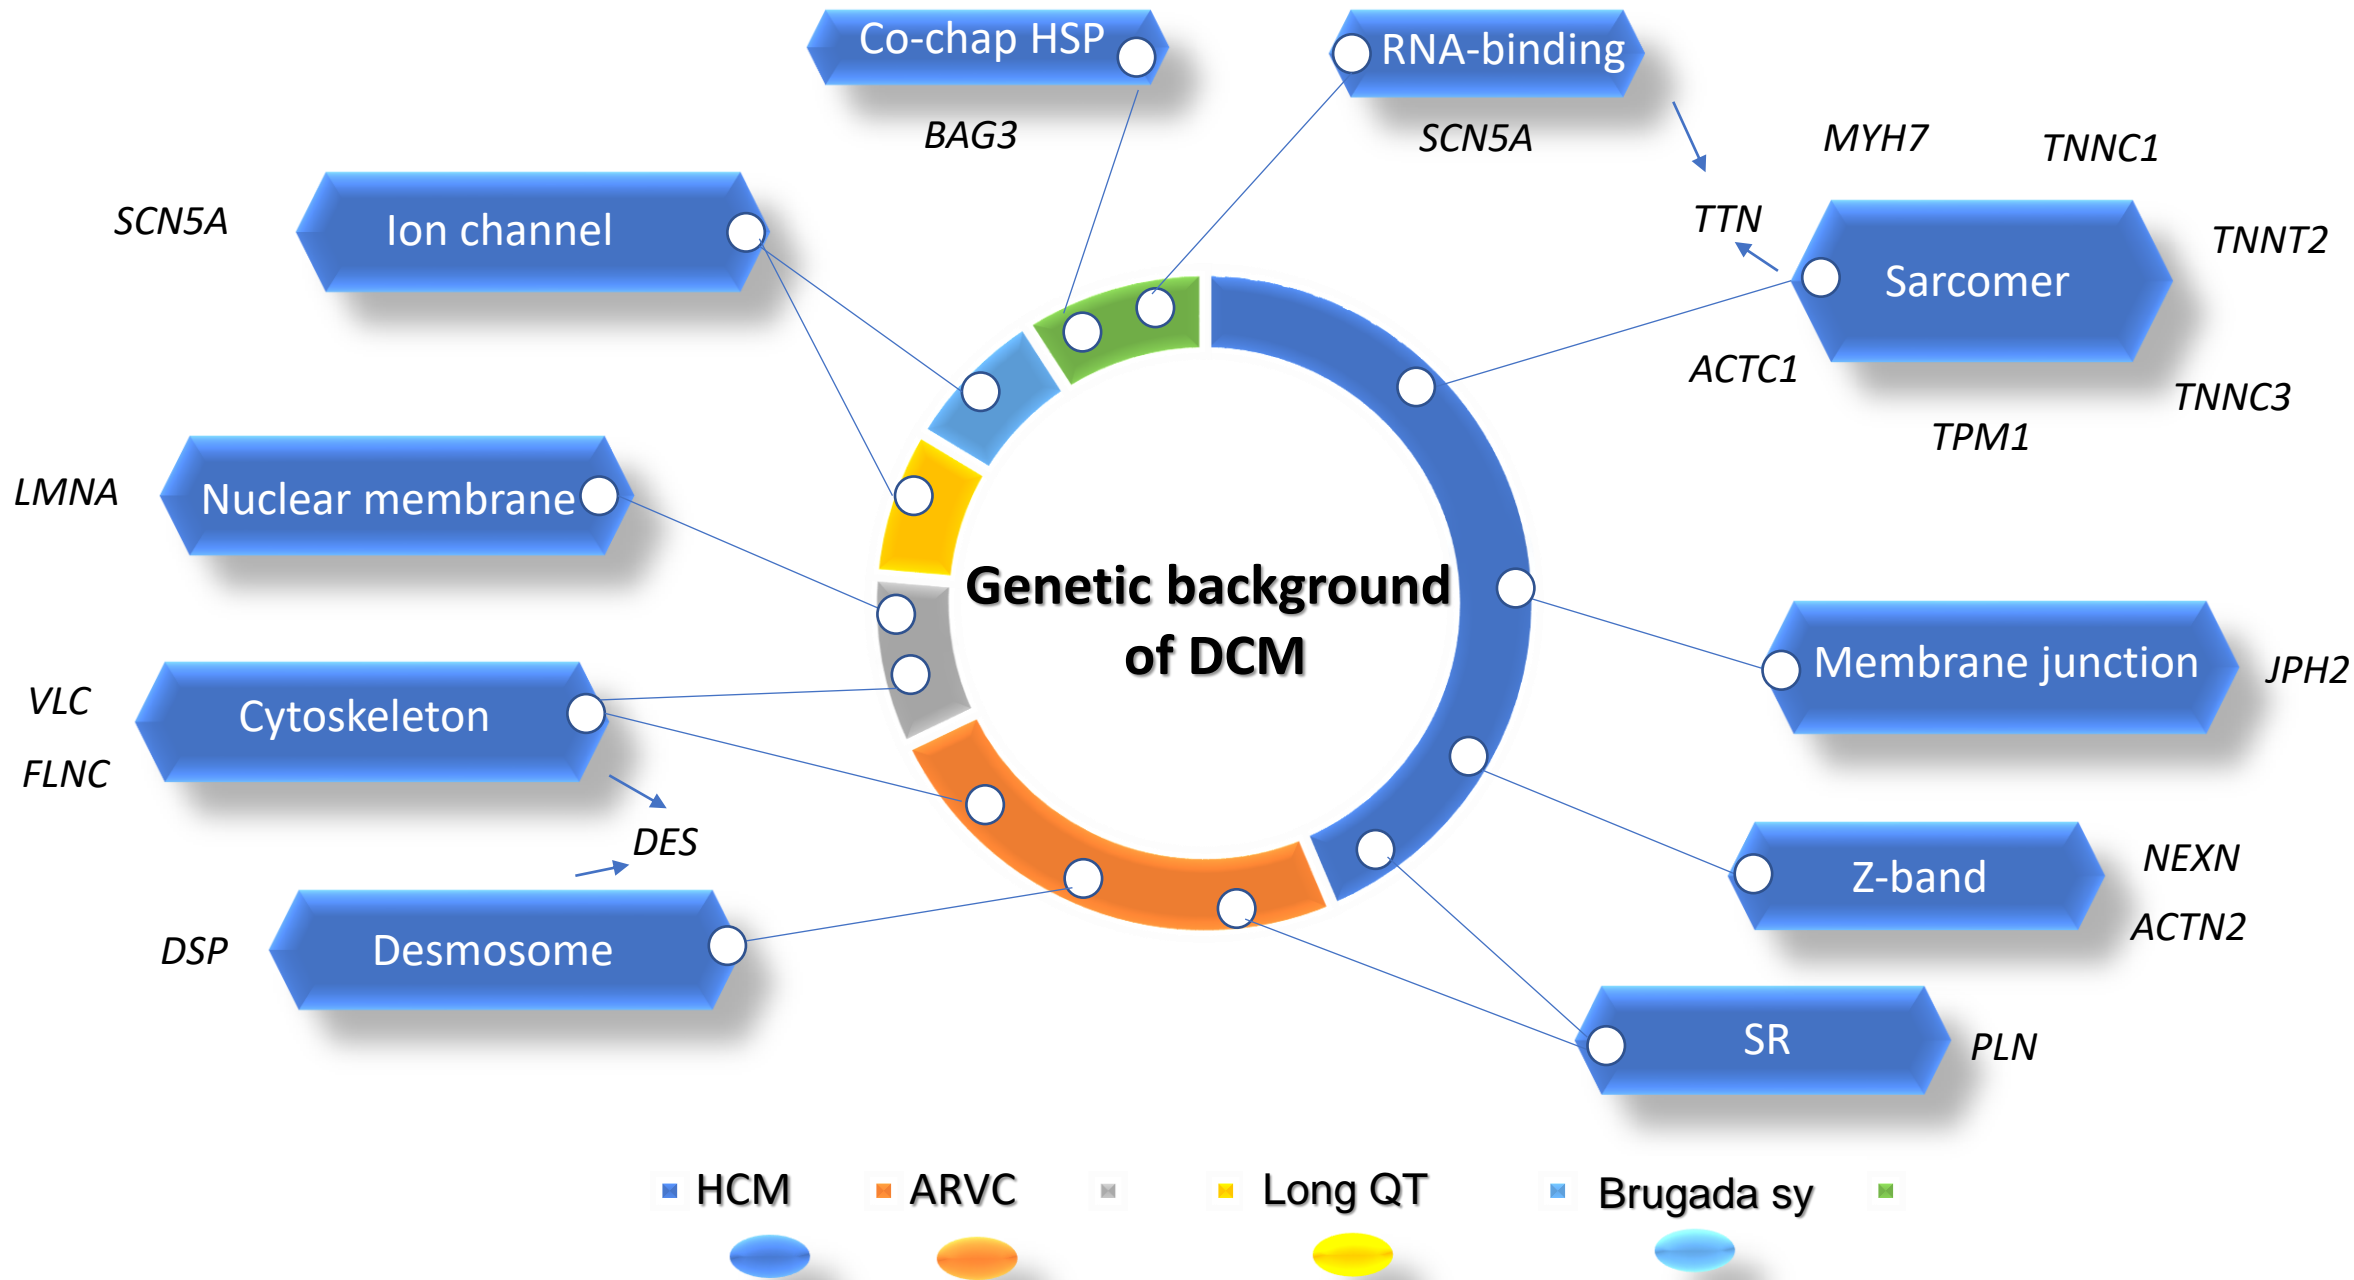 Co-chap HSP
RNA-binding
BAG3
SCN5A
MYH7
TNNC1
SCN5A
Ion channel
TTN
TNNT2
Sarcomer
ACTC1
TNNC3
TPM1
LMNA
Nuclear membrane
Genetic background
of DCM
VLC
Cytoskeleton
FLNC
Membrane junction
JPH2
DES
Z-band
NEXN
ACTN2
DSP
Desmosome
SR
PLN
HCM
ARVC
Long QT
Brugada sy